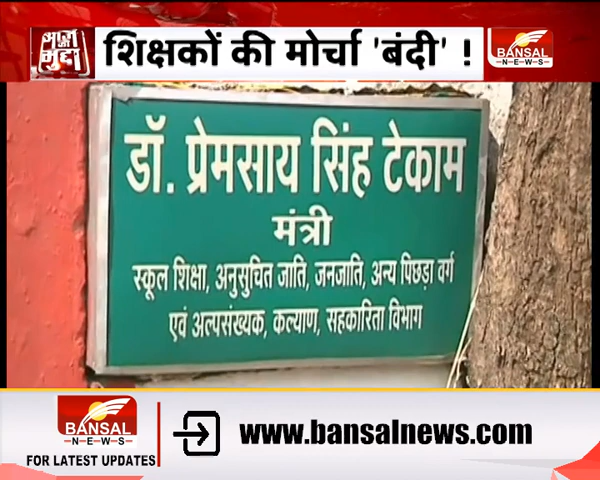 आज का मुद्दा
शिक्षकों की मोर्चा 'बंदी' !
BANSAL
NEWS
डॉ. प्रेमसाय सिंह टेकाम
मंत्री
स्कूल शिक्षा, अनुसुचित जाति, जनजाति, अन्य पिछड़ा वर्ग
एवं अल्पसंख्यक, कल्याण, सहकारिता विभाग
BANSAL
NEWS
FOR LATEST UPDATES
www.bansalnews.com